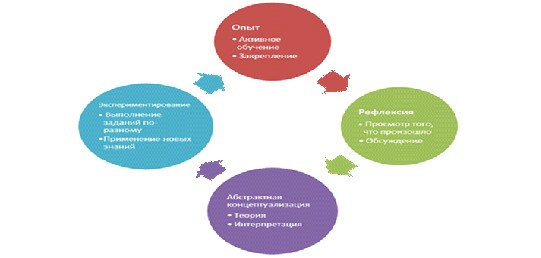 Опыт
• Активное
обучение
• Закрепление
Экспериментирование
• Выполнение
заданий по-
разному
•Применение новых
знаний
Рефлексия
• Просмотр того,
что произошло
• Обсуждение
Абстрактная
концептуализация
• Теория
• Интерпретация